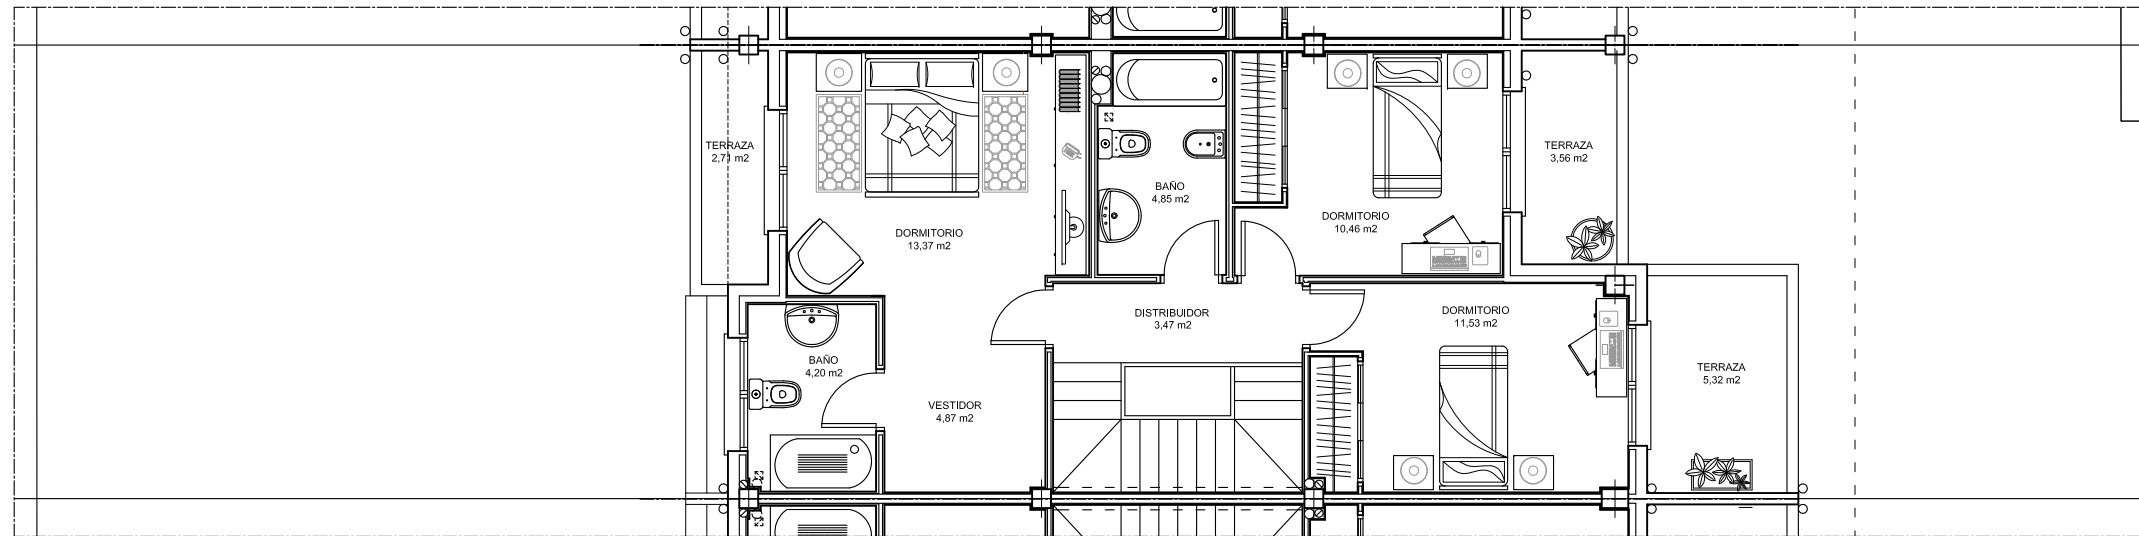 TERRAZA
2,71 m2
DORMITORIO
13,37 m2
BAÑO
4,85 m2
DORMITORIO
10,46 m2
TERRAZA
3,56 m2
DISTRIBUIDOR
3,47 m2
DORMITORIO
11,53 m2
BAÑO
4,20 m2
VESTIDOR
4,87 m2
TERRAZA
5,32 m2